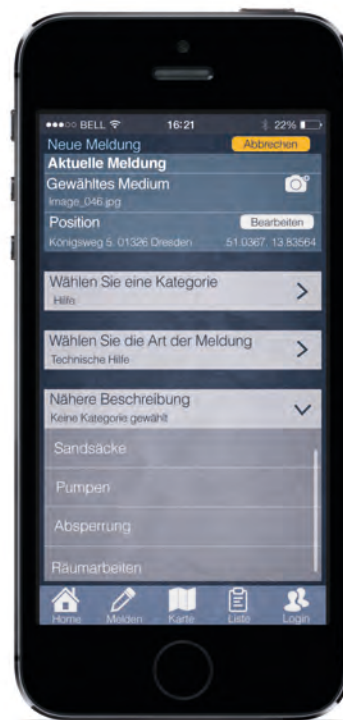 BELL 16:21 22%
Neue Meldung Abbrechen
Aktuelle Meldung
Gewähltes Medium
Image_046.jpg
Position Bearbeiten
Königsweg 5, 01326 Dresden 51.0367, 13.83564
Wählen Sie eine Kategorie
Hilfe
Wählen Sie die Art der Meldung
Technische Hilfe
Nähere Beschreibung
Keine Kategorie gewählt
Sandsäcke
Pumpen
Absperrung
Räumarbeiten
Home Melden Karte Liste Login